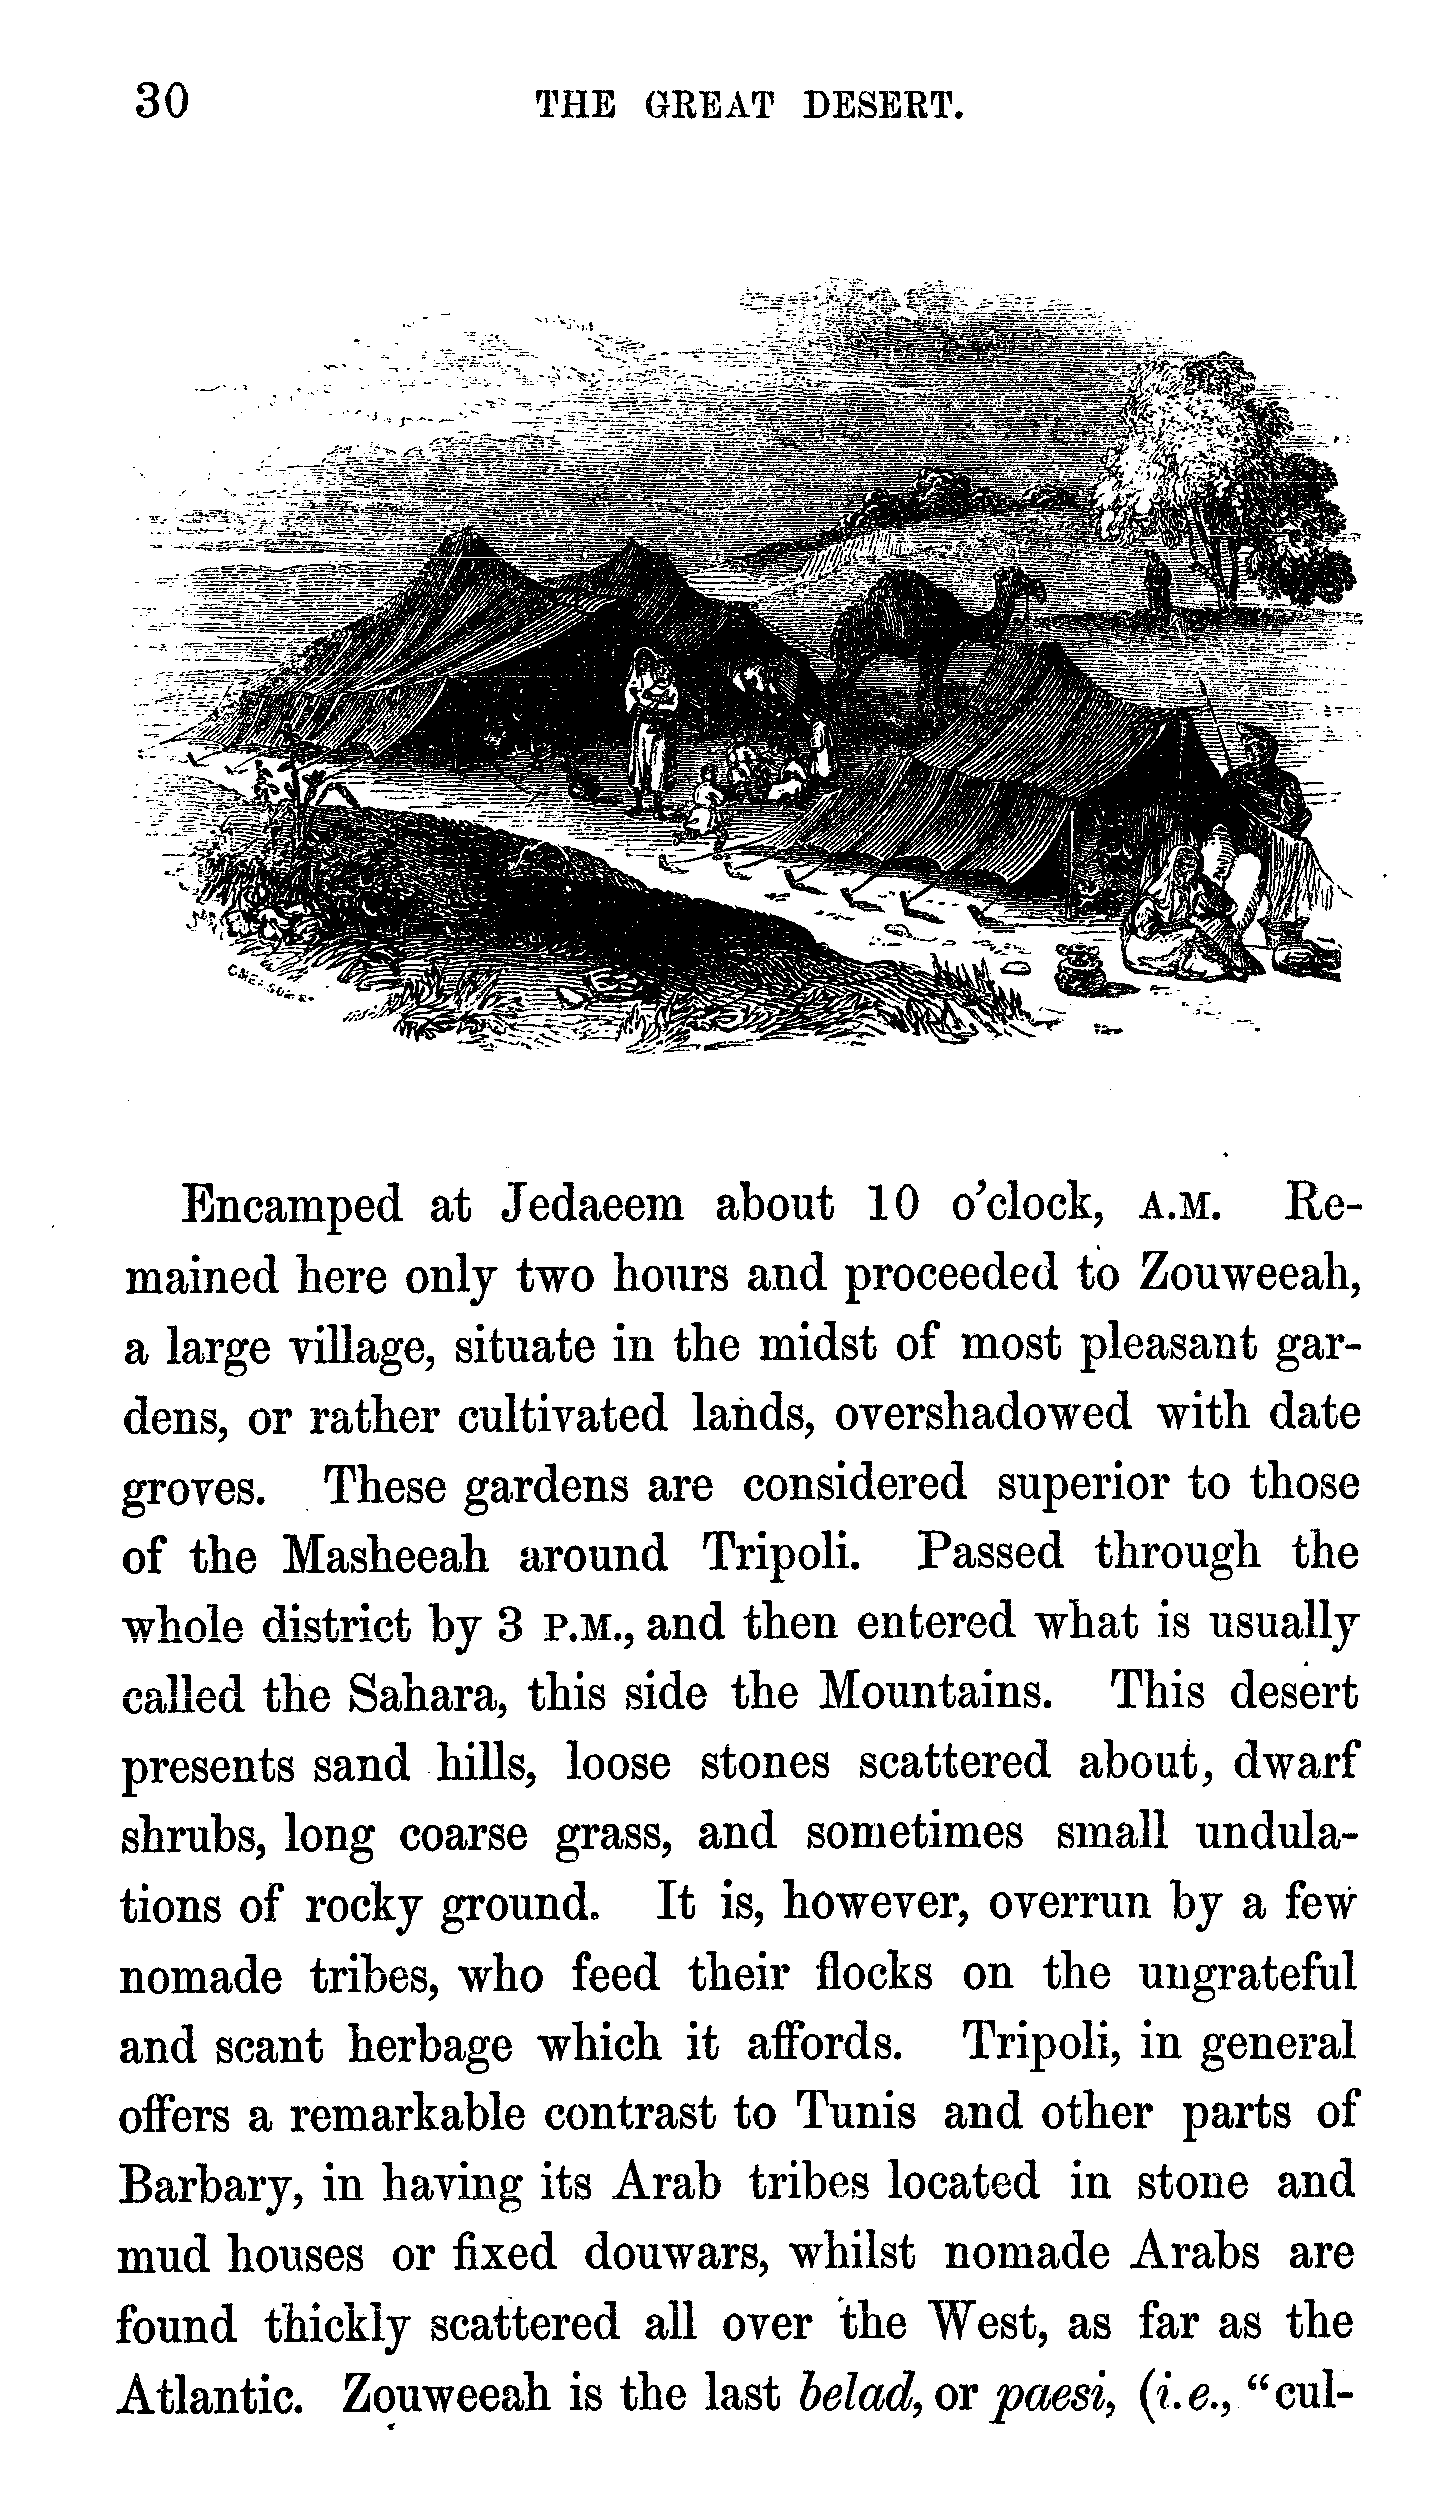 30 THE GREAT DESERT.
Encamped at Jedaeem about 10 o'clock, A.M. Re-
mained here only two hours and proceeded to Zouweeah,
a large village, situate in the midst of most pleasant gar-
dens, or rather cultivated lands, overshadowed with date
groves. These gardens are considered superior to those
of the Masheeah around Tripoli. Passed through the
whole district by 3 P.M., and then entered what is usually
called the Sahara, this side the Mountains. This desert
presents sand hills, loose stones scattered about, dwarf
shrubs, long coarse grass, and sometimes small undula-
tions of rocky ground. It is, however, overrun by a few
nomade tribes, who feed their flocks on the ungrateful
and scant herbage which it affords. Tripoli, in general
offers a remarkable contrast to Tunis and other parts of
Barbary, in having its Arab tribes located in stone and
mud houses or fixed douwars, whilst nomade Arabs are
found thickly scattered all over the West, as far as the
Atlantic. Zouweeah is the last belad, or paesi, (i.e., "cul-